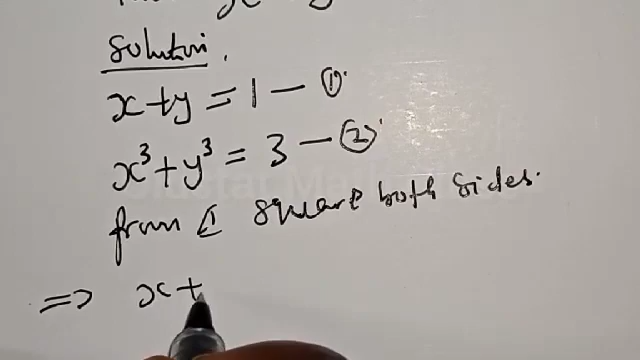 Solution.
x+y = 1 — ①
x³ + y³ = 3 — ②
from 1 square both sides.
=> x+